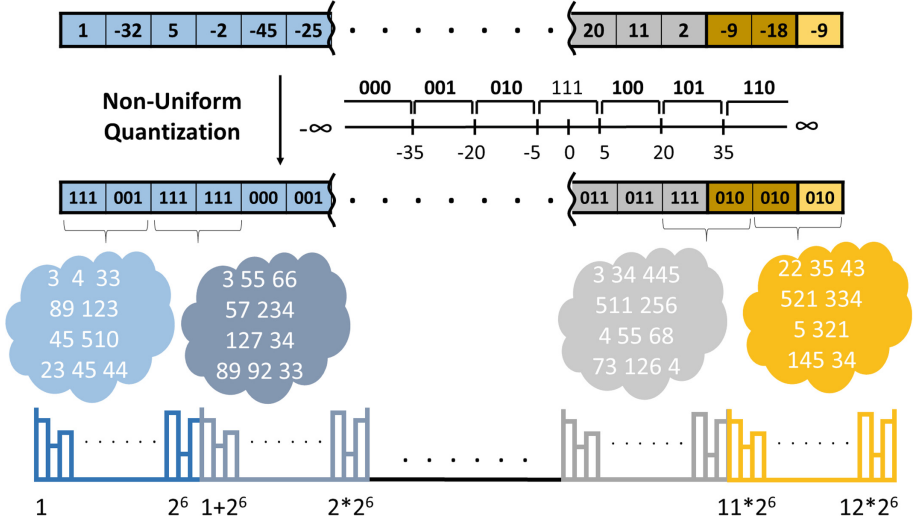 1 -32 5 -2 -45 -25 . . . . . . . 20 11 2 -9 -18 -9
Non-Uniform
Quantization
000 001 010 111 100 101 110
-∞ ∞
-35 -20 -5 0 5 20 35
111 001 111 111 000 001 . . . . . . . 011 011 111 010 010 010
3 4 33
89 123
45 510
23 45 44
3 55 66
57 234
127 34
89 92 33
3 34 445
511 256
4 55 68
73 126 4
22 35 43
521 334
5 321
145 34
1 2⁶ 1+2⁶ 2*2⁶ 11*2⁶ 12*2⁶